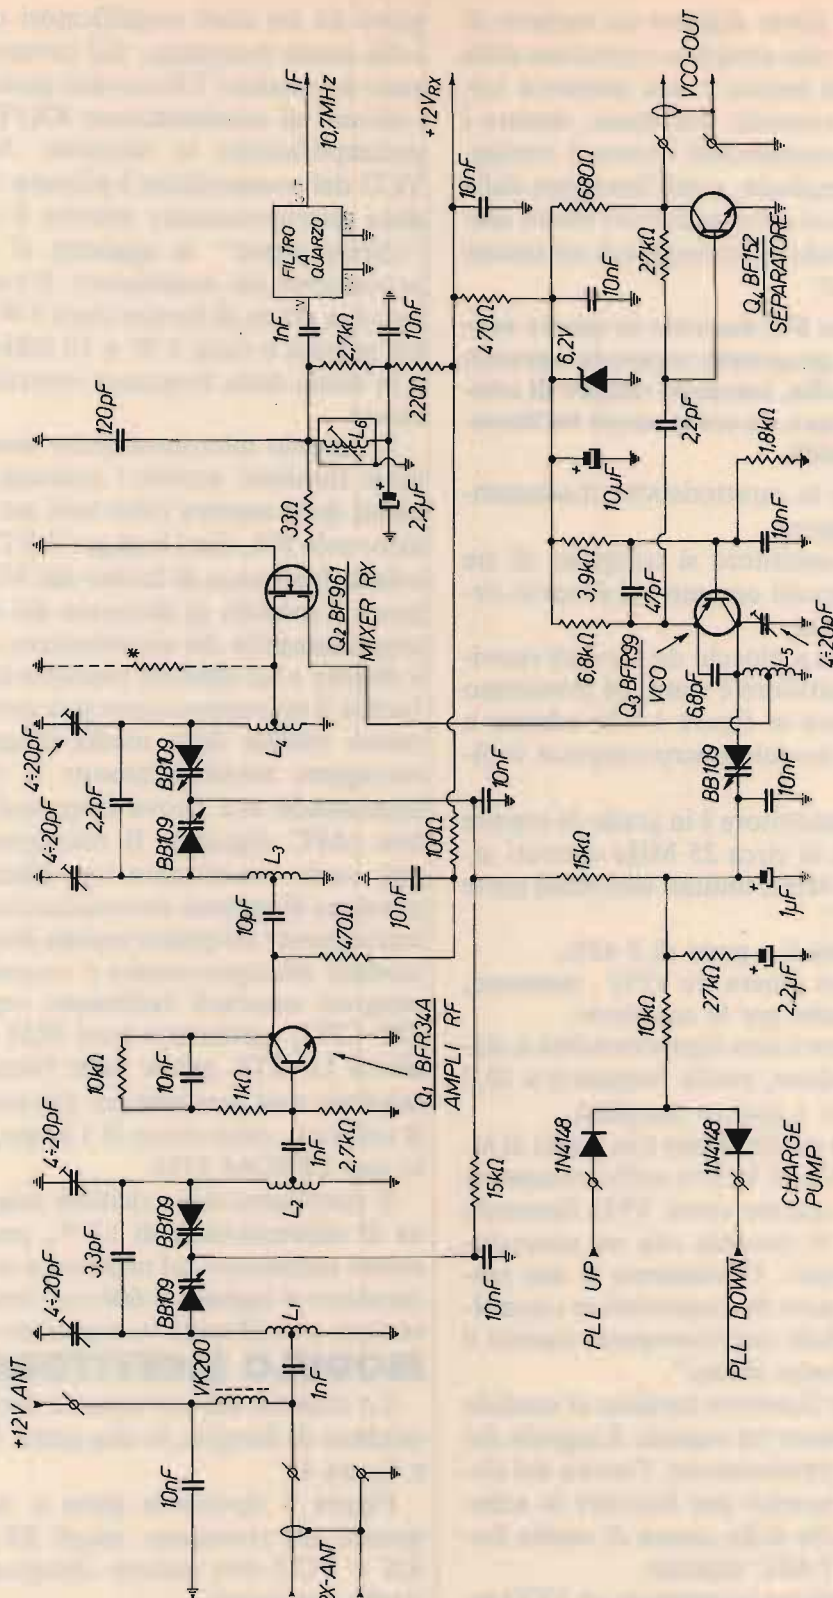 IF
10,7MHz
FILTRO
A
QUARZO
1nF
2,7kΩ
10nF
220Ω
120pF
L6
2,2µF
33Ω
Q2 BF961
MIXER RX
*
+12VRX
10nF
470Ω
680Ω
VCO-OUT
27kΩ
Q4 BF152
SEPARATORE
10nF
6,2V
10µF
3,9kΩ
47pF
6,8kΩ
2,2pF
1,8kΩ
10nF
Q3 BFR99
VCO
6,8pF
L5
4÷20pF
BB109
10nF
4÷20pF
4÷20pF
2,2pF
BB109
BB109
L4
L3
10nF
100Ω
10nF
10pF
470Ω
15kΩ
1µF
10kΩ
27kΩ
2,2µF
10kΩ
10nF
1kΩ
2,7kΩ
1nF
Q1 BFR34A
AMPLI RF
4÷20pF
4÷20pF
3,3pF
BB109
BB109
L2
L1
15kΩ
10nF
1N4148
1N4148
CHARGE
PUMP
PLL UP
PLL DOWN
+12V ANT
VK200
1nF
10nF
RX-ANT